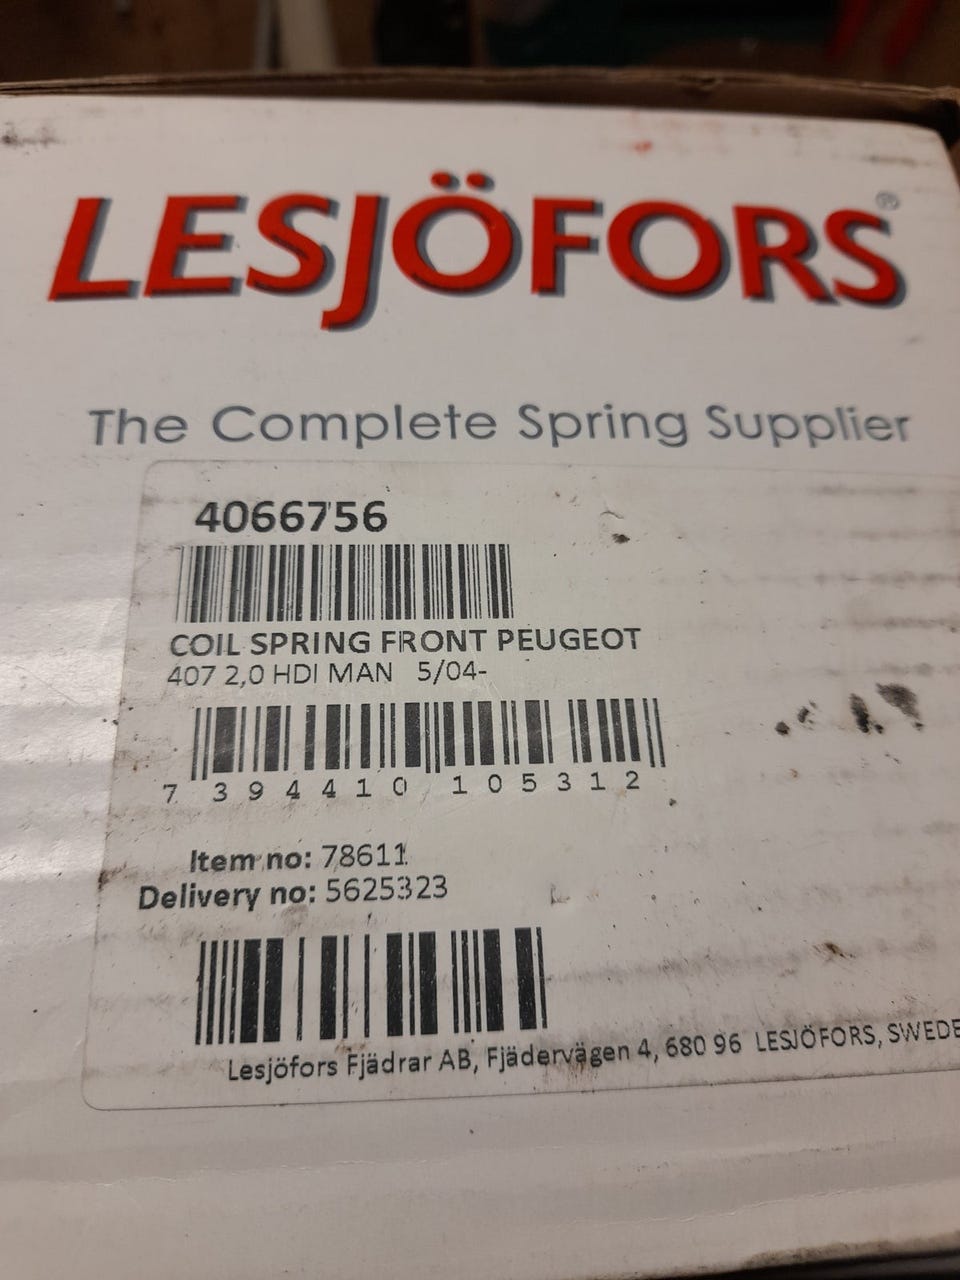 LESJÖFORS®
The Complete Spring Supplier
4066756
COIL SPRING FRONT PEUGEOT
407 2,0 HDI MAN 5/04-
7 394410 105312
Item no: 78611
Delivery no: 5625323
Lesjöfors Fjädrar AB, Fjädervägen 4, 680 96 LESJÖFORS, SWEDE